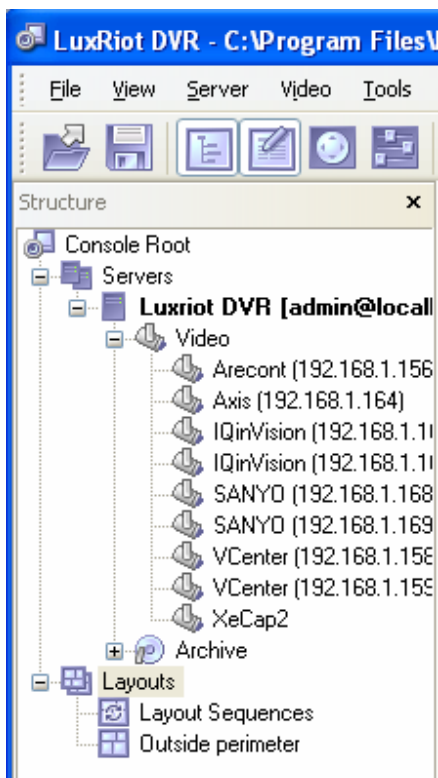 LuxRiot DVR - C:\Program Files\
File View Server Video Tools
Structure x
Console Root
Servers
Luxriot DVR [admin@locall
Video
Arecont (192.168.1.156
Axis (192.168.1.164)
IQinVision (192.168.1.1
IQinVision (192.168.1.1
SANYO (192.168.1.168
SANYO (192.168.1.169
VCenter (192.168.1.158
VCenter (192.168.1.159
XeCap2
Archive
Layouts
Layout Sequences
Outside perimeter